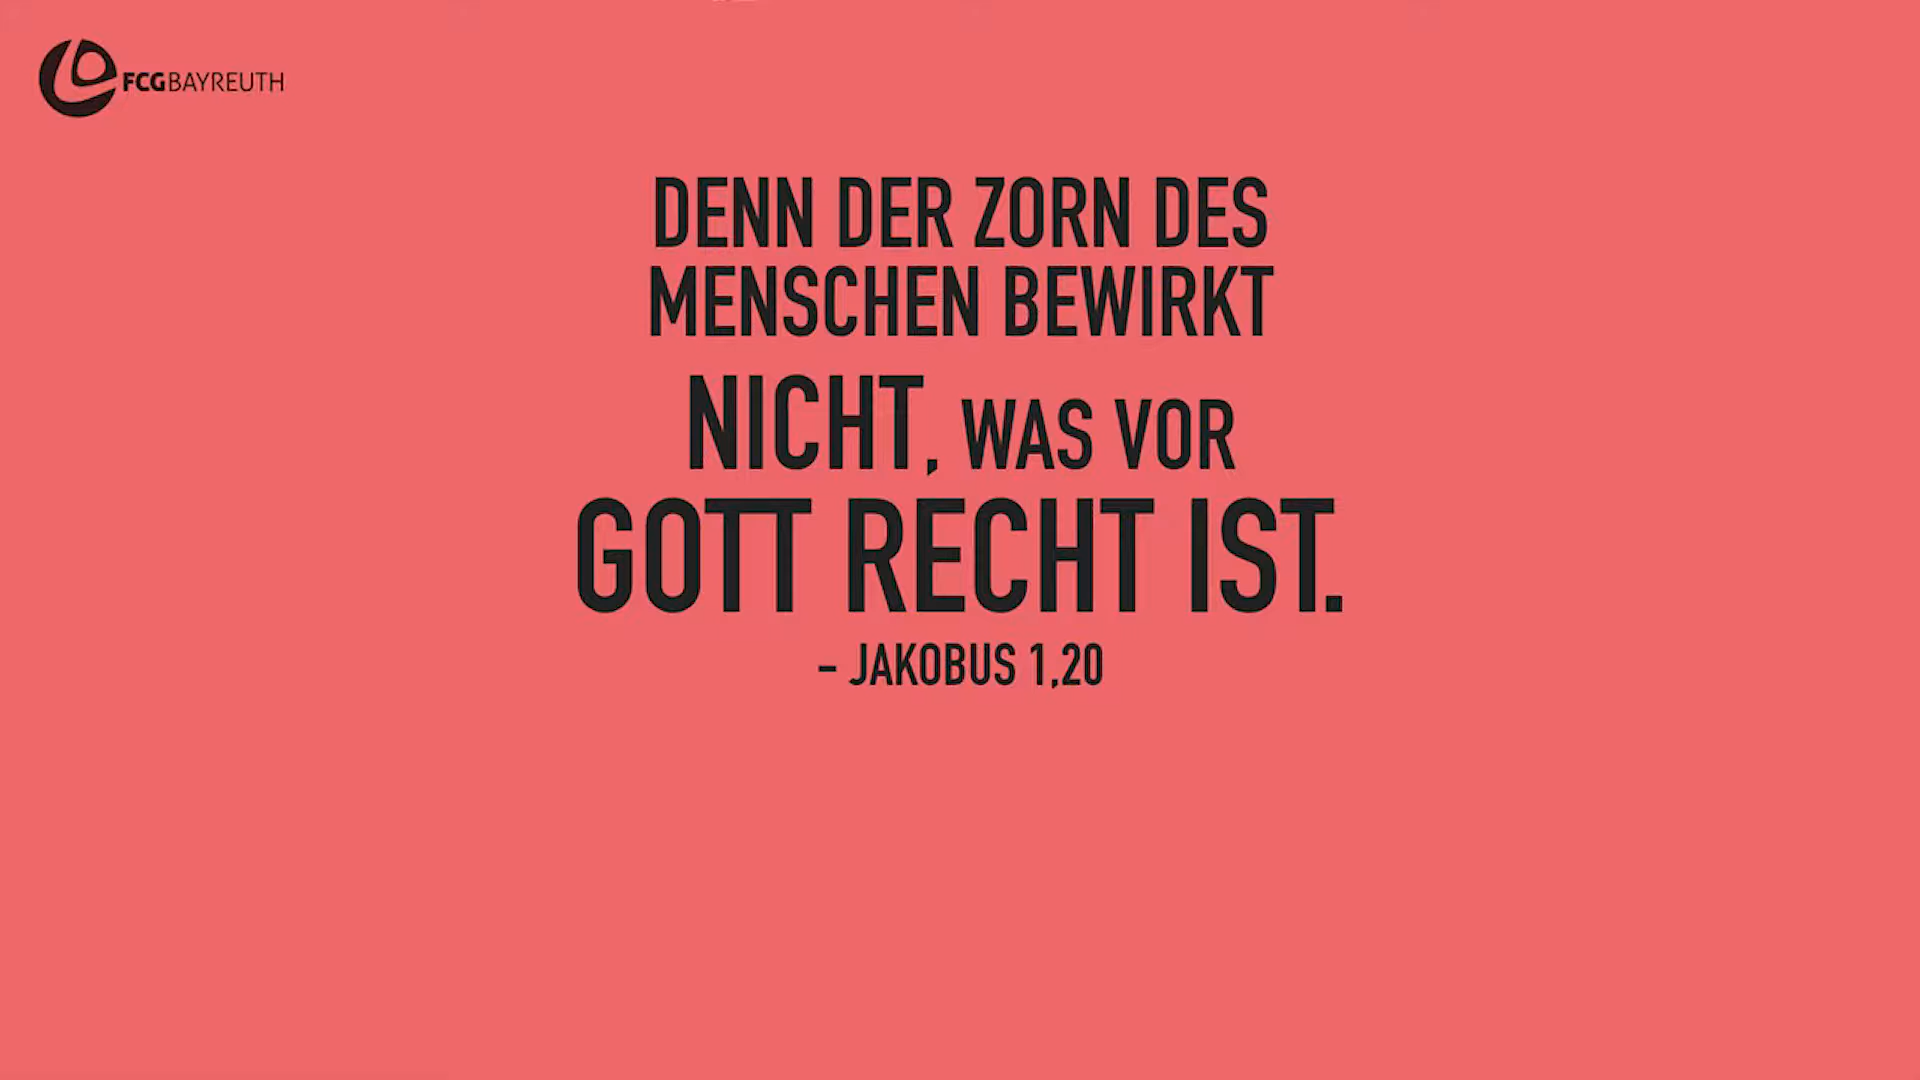 FCGBAYREUTH
DENN DER ZORN DES
MENSCHEN BEWIRKT
NICHT, WAS VOR
GOTT RECHT IST.
– JAKOBUS 1,20